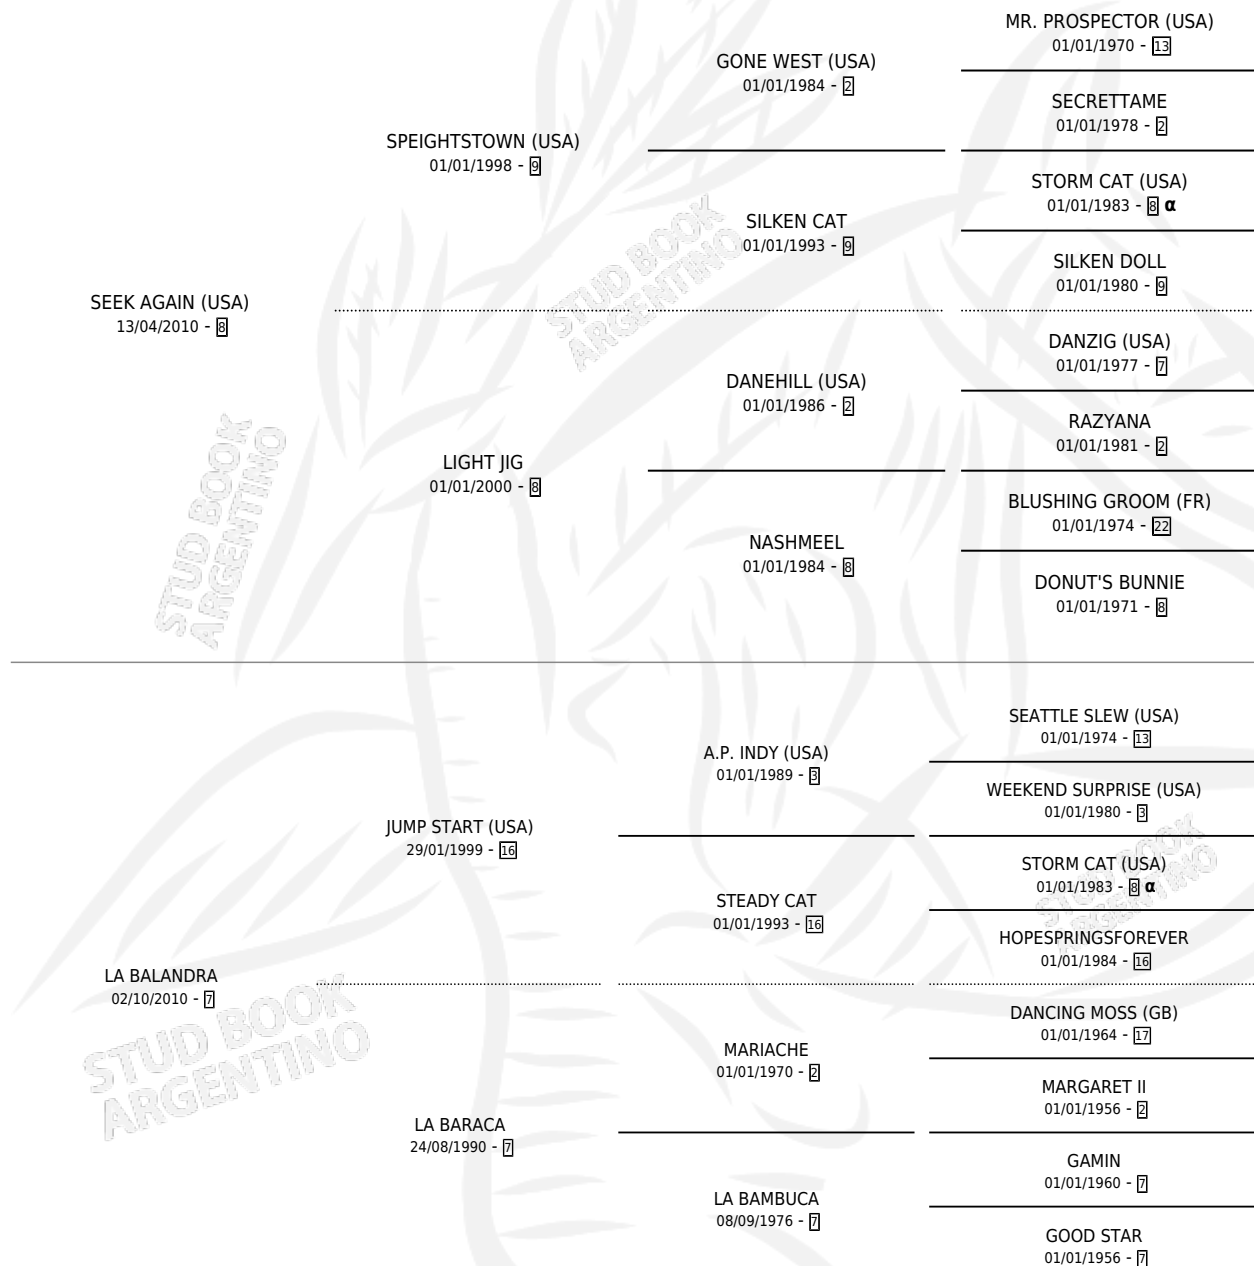 MR. PROSPECTOR (USA)
01/01/1970 - 13
GONE WEST (USA)
01/01/1984 - 2
SECRETTAME
01/01/1978 - 2
SPEIGHTSTOWN (USA)
01/01/1998 - 9
STORM CAT (USA)
01/01/1983 - 8 α
SILKEN CAT
01/01/1993 - 9
SILKEN DOLL
01/01/1980 - 9
SEEK AGAIN (USA)
13/04/2010 - 8
DANZIG (USA)
01/01/1977 - 7
DANEHILL (USA)
01/01/1986 - 2
RAZYANA
01/01/1981 - 2
LIGHT JIG
01/01/2000 - 8
BLUSHING GROOM (FR)
01/01/1974 - 22
NASHMEEL
01/01/1984 - 8
DONUT'S BUNNIE
01/01/1971 - 8
SEATTLE SLEW (USA)
01/01/1974 - 13
A.P. INDY (USA)
01/01/1989 - 3
WEEKEND SURPRISE (USA)
01/01/1980 - 3
JUMP START (USA)
29/01/1999 - 16
STORM CAT (USA)
01/01/1983 - 8 α
STEADY CAT
01/01/1993 - 16
HOPESPRINGSFOREVER
01/01/1984 - 16
LA BALANDRA
02/10/2010 - 7
DANCING MOSS (GB)
01/01/1964 - 17
MARIACHE
01/01/1970 - 2
MARGARET II
01/01/1956 - 2
LA BARACA
24/08/1990 - 7
GAMIN
01/01/1960 - 7
LA BAMBUCA
08/09/1976 - 7
GOOD STAR
01/01/1956 - 7
STUD BOOK
ARGENTINO
STUD BOOK
ARGENTINO
STUD BOOK
ARGENTINO
STUD BOOK
ARGENTINO